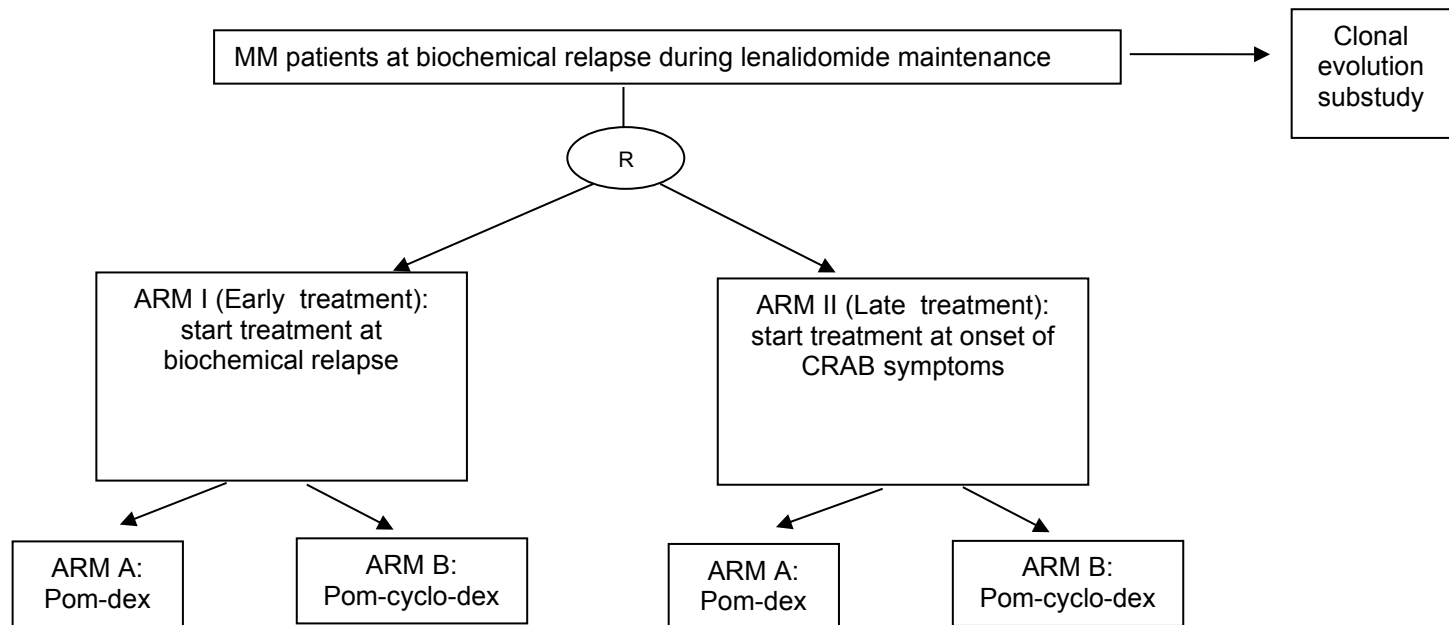 MM patients at biochemical relapse during lenalidomide maintenance
Clonal
evolution
substudy
R
ARM I (Early treatment):
start treatment at
biochemical relapse
ARM II (Late treatment):
start treatment at onset of
CRAB symptoms
ARM A:
Pom-dex
ARM B:
Pom-cyclo-dex
ARM A:
Pom-dex
ARM B:
Pom-cyclo-dex